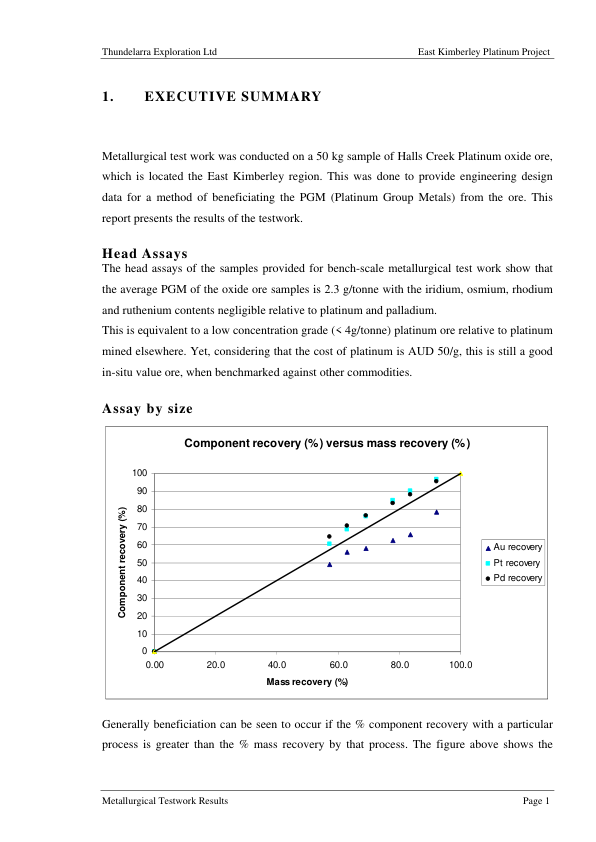 Thundelarra Exploration Ltd East Kimberley Platinum Project
1. EXECUTIVE SUMMARY
Metallurgical test work was conducted on a 50 kg sample of Halls Creek Platinum oxide ore,
which is located the East Kimberley region. This was done to provide engineering design
data for a method of beneficiating the PGM (Platinum Group Metals) from the ore. This
report presents the results of the testwork.
Head Assays
The head assays of the samples provided for bench-scale metallurgical test work show that
the average PGM of the oxide ore samples is 2.3 g/tonne with the iridium, osmium, rhodium
and ruthenium contents negligible relative to platinum and palladium.
This is equivalent to a low concentration grade (< 4g/tonne) platinum ore relative to platinum
mined elsewhere. Yet, considering that the cost of platinum is AUD 50/g, this is still a good
in-situ value ore, when benchmarked against other commodities.
Assay by size
Component recovery (%) versus mass recovery (%)
100
90
80
70
60
50
40
30
20
10
0
Component recovery (%)
0.00 20.0 40.0 60.0 80.0 100.0
Mass recovery (%)
Au recovery
Pt recovery
Pd recovery
Generally beneficiation can be seen to occur if the % component recovery with a particular
process is greater than the % mass recovery by that process. The figure above shows the
Metallurgical Testwork Results Page 1